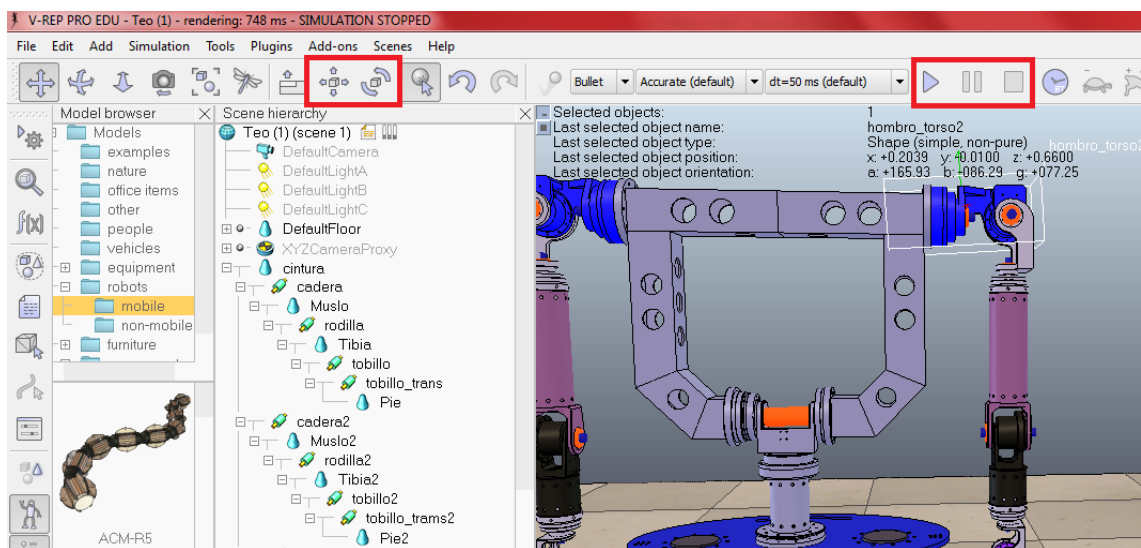 V-REP PRO EDU - Teo (1) - rendering: 748 ms - SIMULATION STOPPED
File Edit Add Simulation Tools Plugins Add-ons Scenes Help
Bullet Accurate (default) dt=50 ms (default)
Model browser
Models
examples
nature
office items
other
people
vehicles
equipment
robots
mobile
non-mobile
furniture
ACM-R5
f(x)
Scene hierarchy
Teo (1) (scene 1)
DefaultCamera
DefaultLightA
DefaultLightB
DefaultLightC
DefaultFloor
XYZCameraProxy
cintura
cadera
Muslo
rodilla
Tibia
tobillo
tobillo_trans
Pie
cadera2
Muslo2
rodilla2
Tibia2
tobillo2
tobillo_trams2
Pie2
Selected objects: 1
Last selected object name: hombro_torso2
Last selected object type: Shape (simple, non-pure)
Last selected object position: x: +0.2039 y: -0.0100 z: +0.6600
Last selected object orientation: a: +165.93 b: -086.29 g: +077.25
hombro_torso2